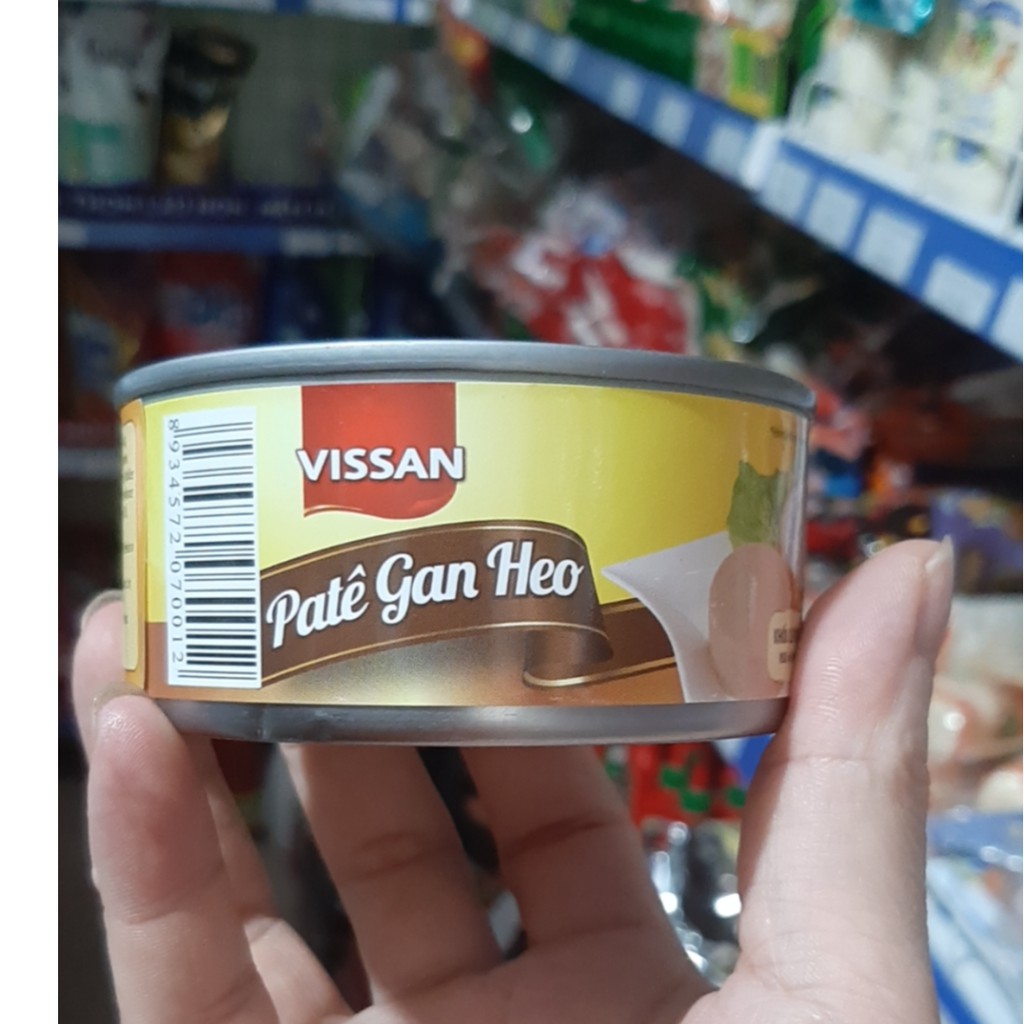 VISSAN
Patê Gan Heo
8934572070012